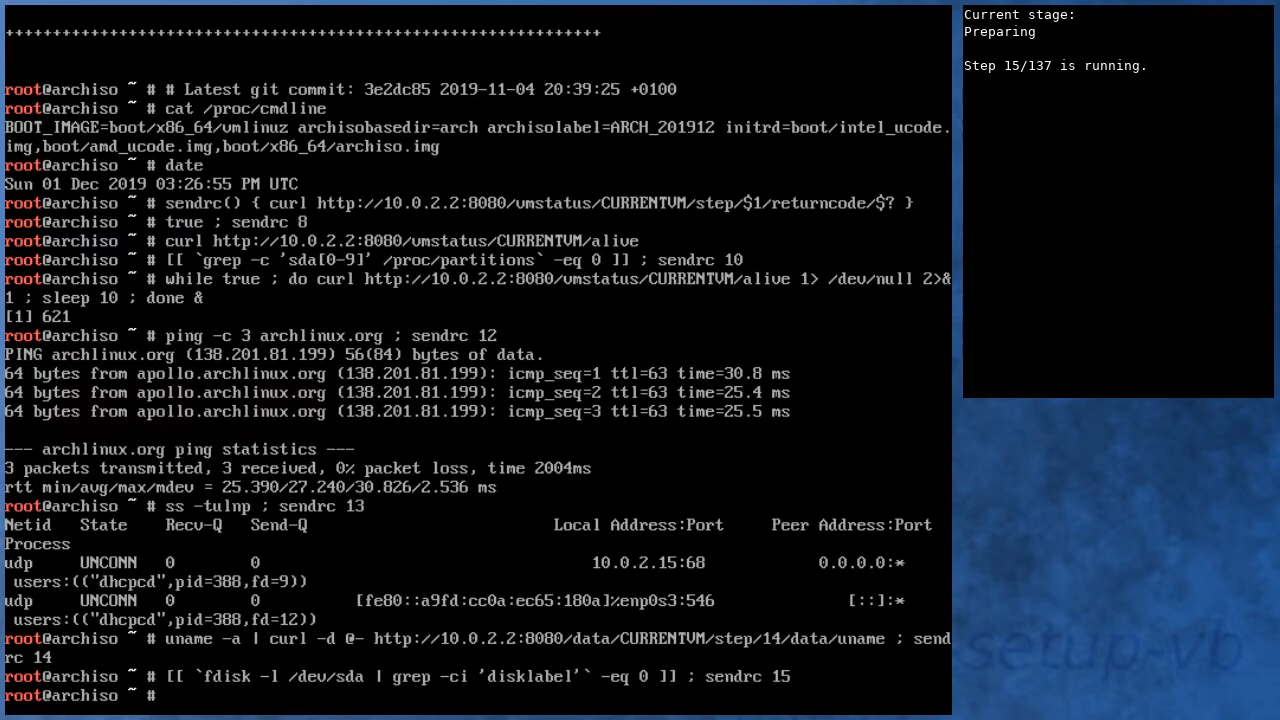 +++++++++++++++++++++++++++++++++++++++++++++++++++++++++++++++
root@archiso ~ # # Latest git commit: 3e2dc85 2019-11-04 20:39:25 +0100
root@archiso ~ # cat /proc/cmdline
BOOT_IMAGE=boot/x86_64/vmlinuz archisobasedir=arch archisolabel=ARCH_201912 initrd=boot/intel_ucode.
img,boot/amd_ucode.img,boot/x86_64/archiso.img
root@archiso ~ # date
Sun 01 Dec 2019 03:26:55 PM UTC
root@archiso ~ # sendrc() { curl http://10.0.2.2:8080/vmstatus/CURRENTVM/step/$1/returncode/$? }
root@archiso ~ # true ; sendrc 8
root@archiso ~ # curl http://10.0.2.2:8080/vmstatus/CURRENTVM/alive
root@archiso ~ # [[ `grep -c 'sda[0-9]' /proc/partitions` -eq 0 ]] ; sendrc 10
root@archiso ~ # while true ; do curl http://10.0.2.2:8080/vmstatus/CURRENTVM/alive 1> /dev/null 2>&
1 ; sleep 10 ; done &
[1] 621
root@archiso ~ # ping -c 3 archlinux.org ; sendrc 12
PING archlinux.org (138.201.81.199) 56(84) bytes of data.
64 bytes from apollo.archlinux.org (138.201.81.199): icmp_seq=1 ttl=63 time=30.8 ms
64 bytes from apollo.archlinux.org (138.201.81.199): icmp_seq=2 ttl=63 time=25.4 ms
64 bytes from apollo.archlinux.org (138.201.81.199): icmp_seq=3 ttl=63 time=25.5 ms
--- archlinux.org ping statistics ---
3 packets transmitted, 3 received, 0% packet loss, time 2004ms
rtt min/avg/max/mdev = 25.390/27.240/30.826/2.536 ms
root@archiso ~ # ss -tulnp ; sendrc 13
Netid State Recv-Q Send-Q Local Address:Port Peer Address:Port
Process
udp UNCONN 0 0 10.0.2.15:68 0.0.0.0:*
users:(("dhcpcd",pid=388,fd=9))
udp UNCONN 0 0 [fe80::a9fd:cc0a:ec65:180a]%enp0s3:546 [::]:*
users:(("dhcpcd",pid=388,fd=12))
root@archiso ~ # uname -a | curl -d @- http://10.0.2.2:8080/data/CURRENTVM/step/14/data/uname ; send
rc 14
root@archiso ~ # [[ `fdisk -l /dev/sda | grep -ci 'disklabel'` -eq 0 ]] ; sendrc 15
root@archiso ~ #
Current stage:
Preparing
Step 15/137 is running.
setup-vb